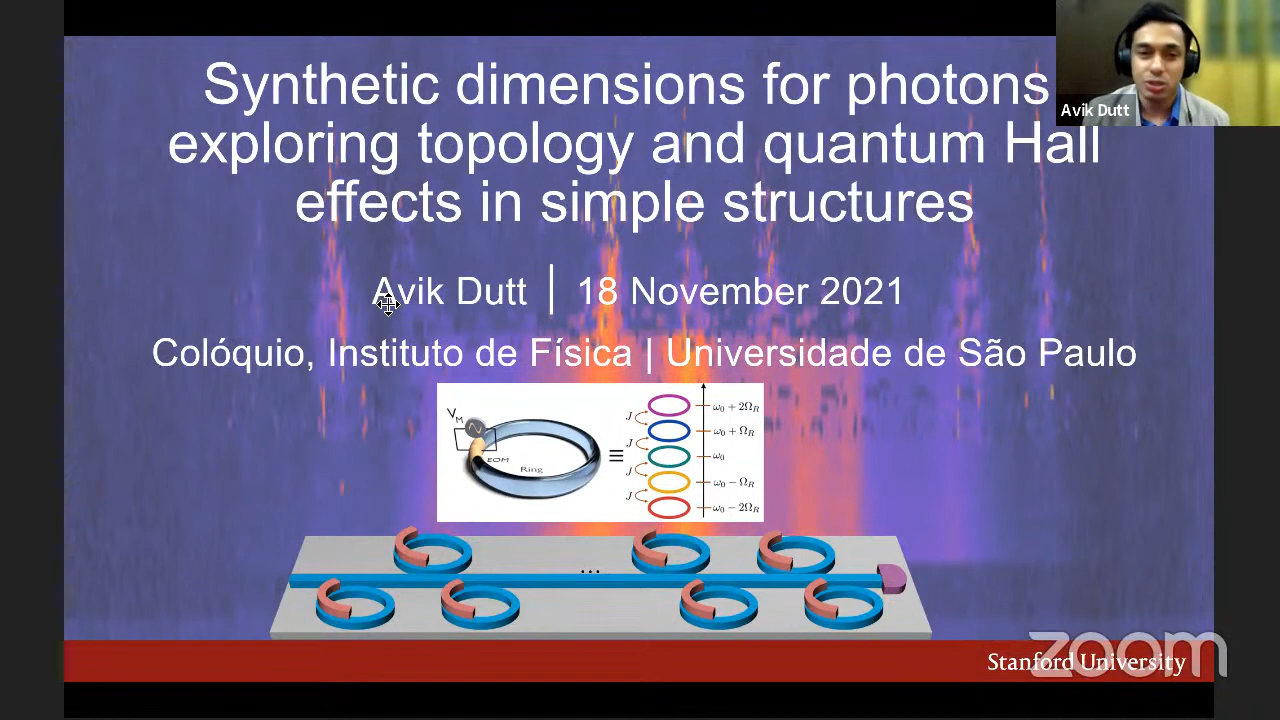 Synthetic dimensions for photons
exploring topology and quantum Hall
effects in simple structures
Avik Dutt
Avik Dutt | 18 November 2021
Colóquio, Instituto de Física | Universidade de São Paulo
V_M
EOM
Ring
≡
J
J
J
J
ω₀ + 2Ω_R
ω₀ + Ω_R
ω₀
ω₀ − Ω_R
ω₀ − 2Ω_R
...
Stanford University
zoom